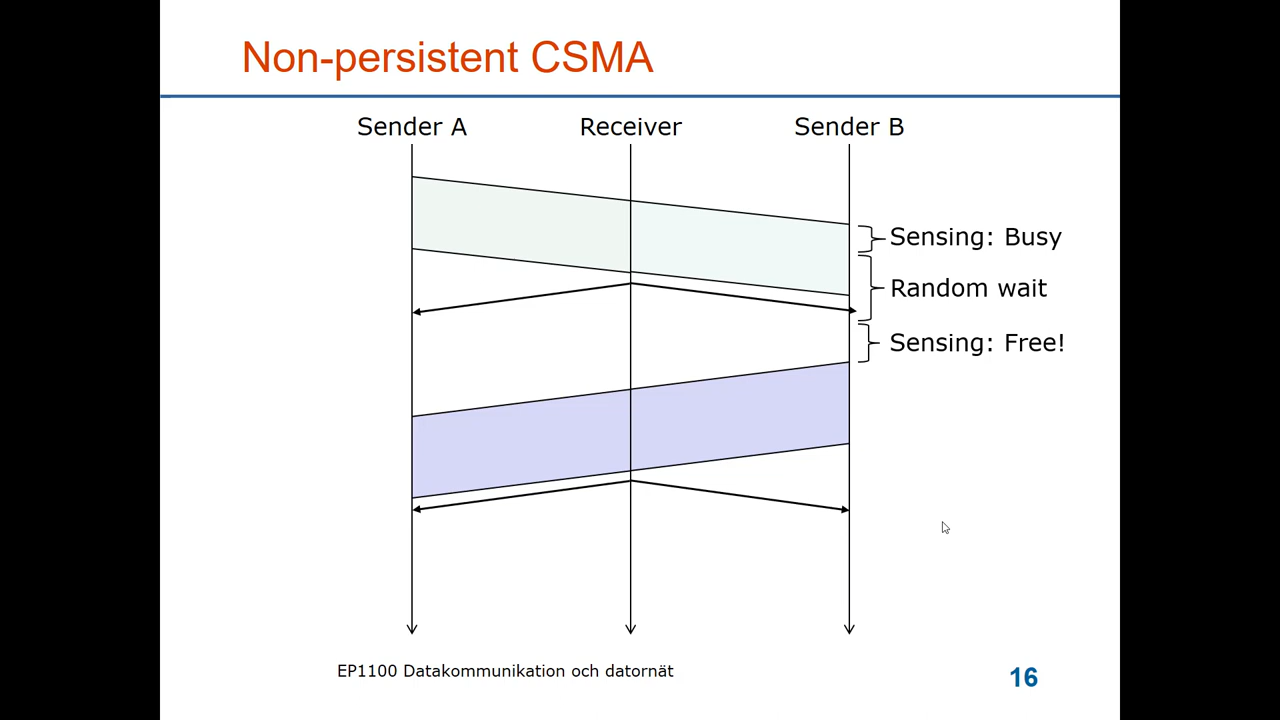 Non-persistent CSMA
Sender A
Receiver
Sender B
Sensing: Busy
Random wait
Sensing: Free!
EP1100 Datakommunikation och datornät
16